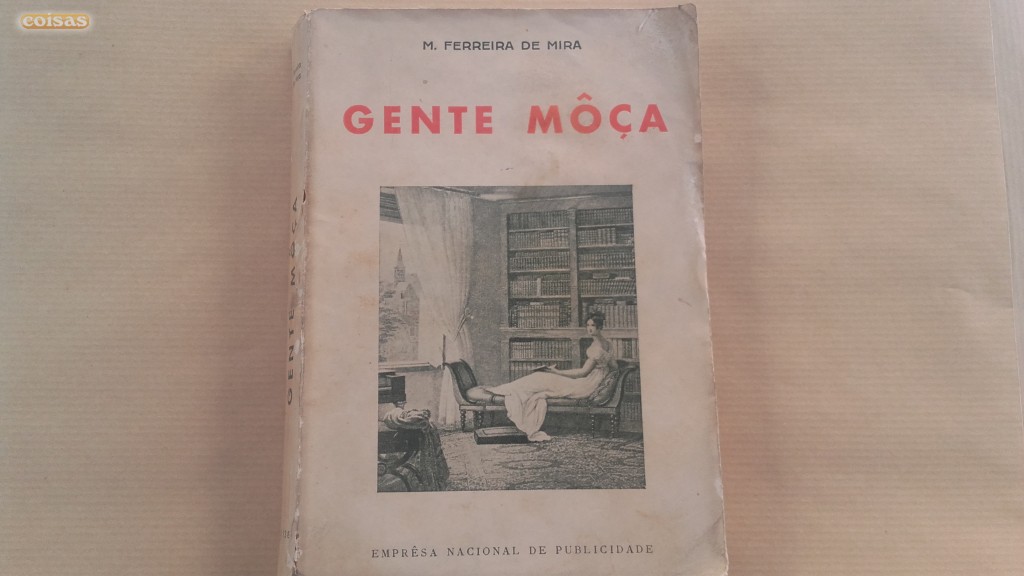 coisas
M. FERREIRA DE MIRA
GENTE MÔÇA
EMPRÊSA NACIONAL DE PUBLICIDADE
GENTE MÔÇA